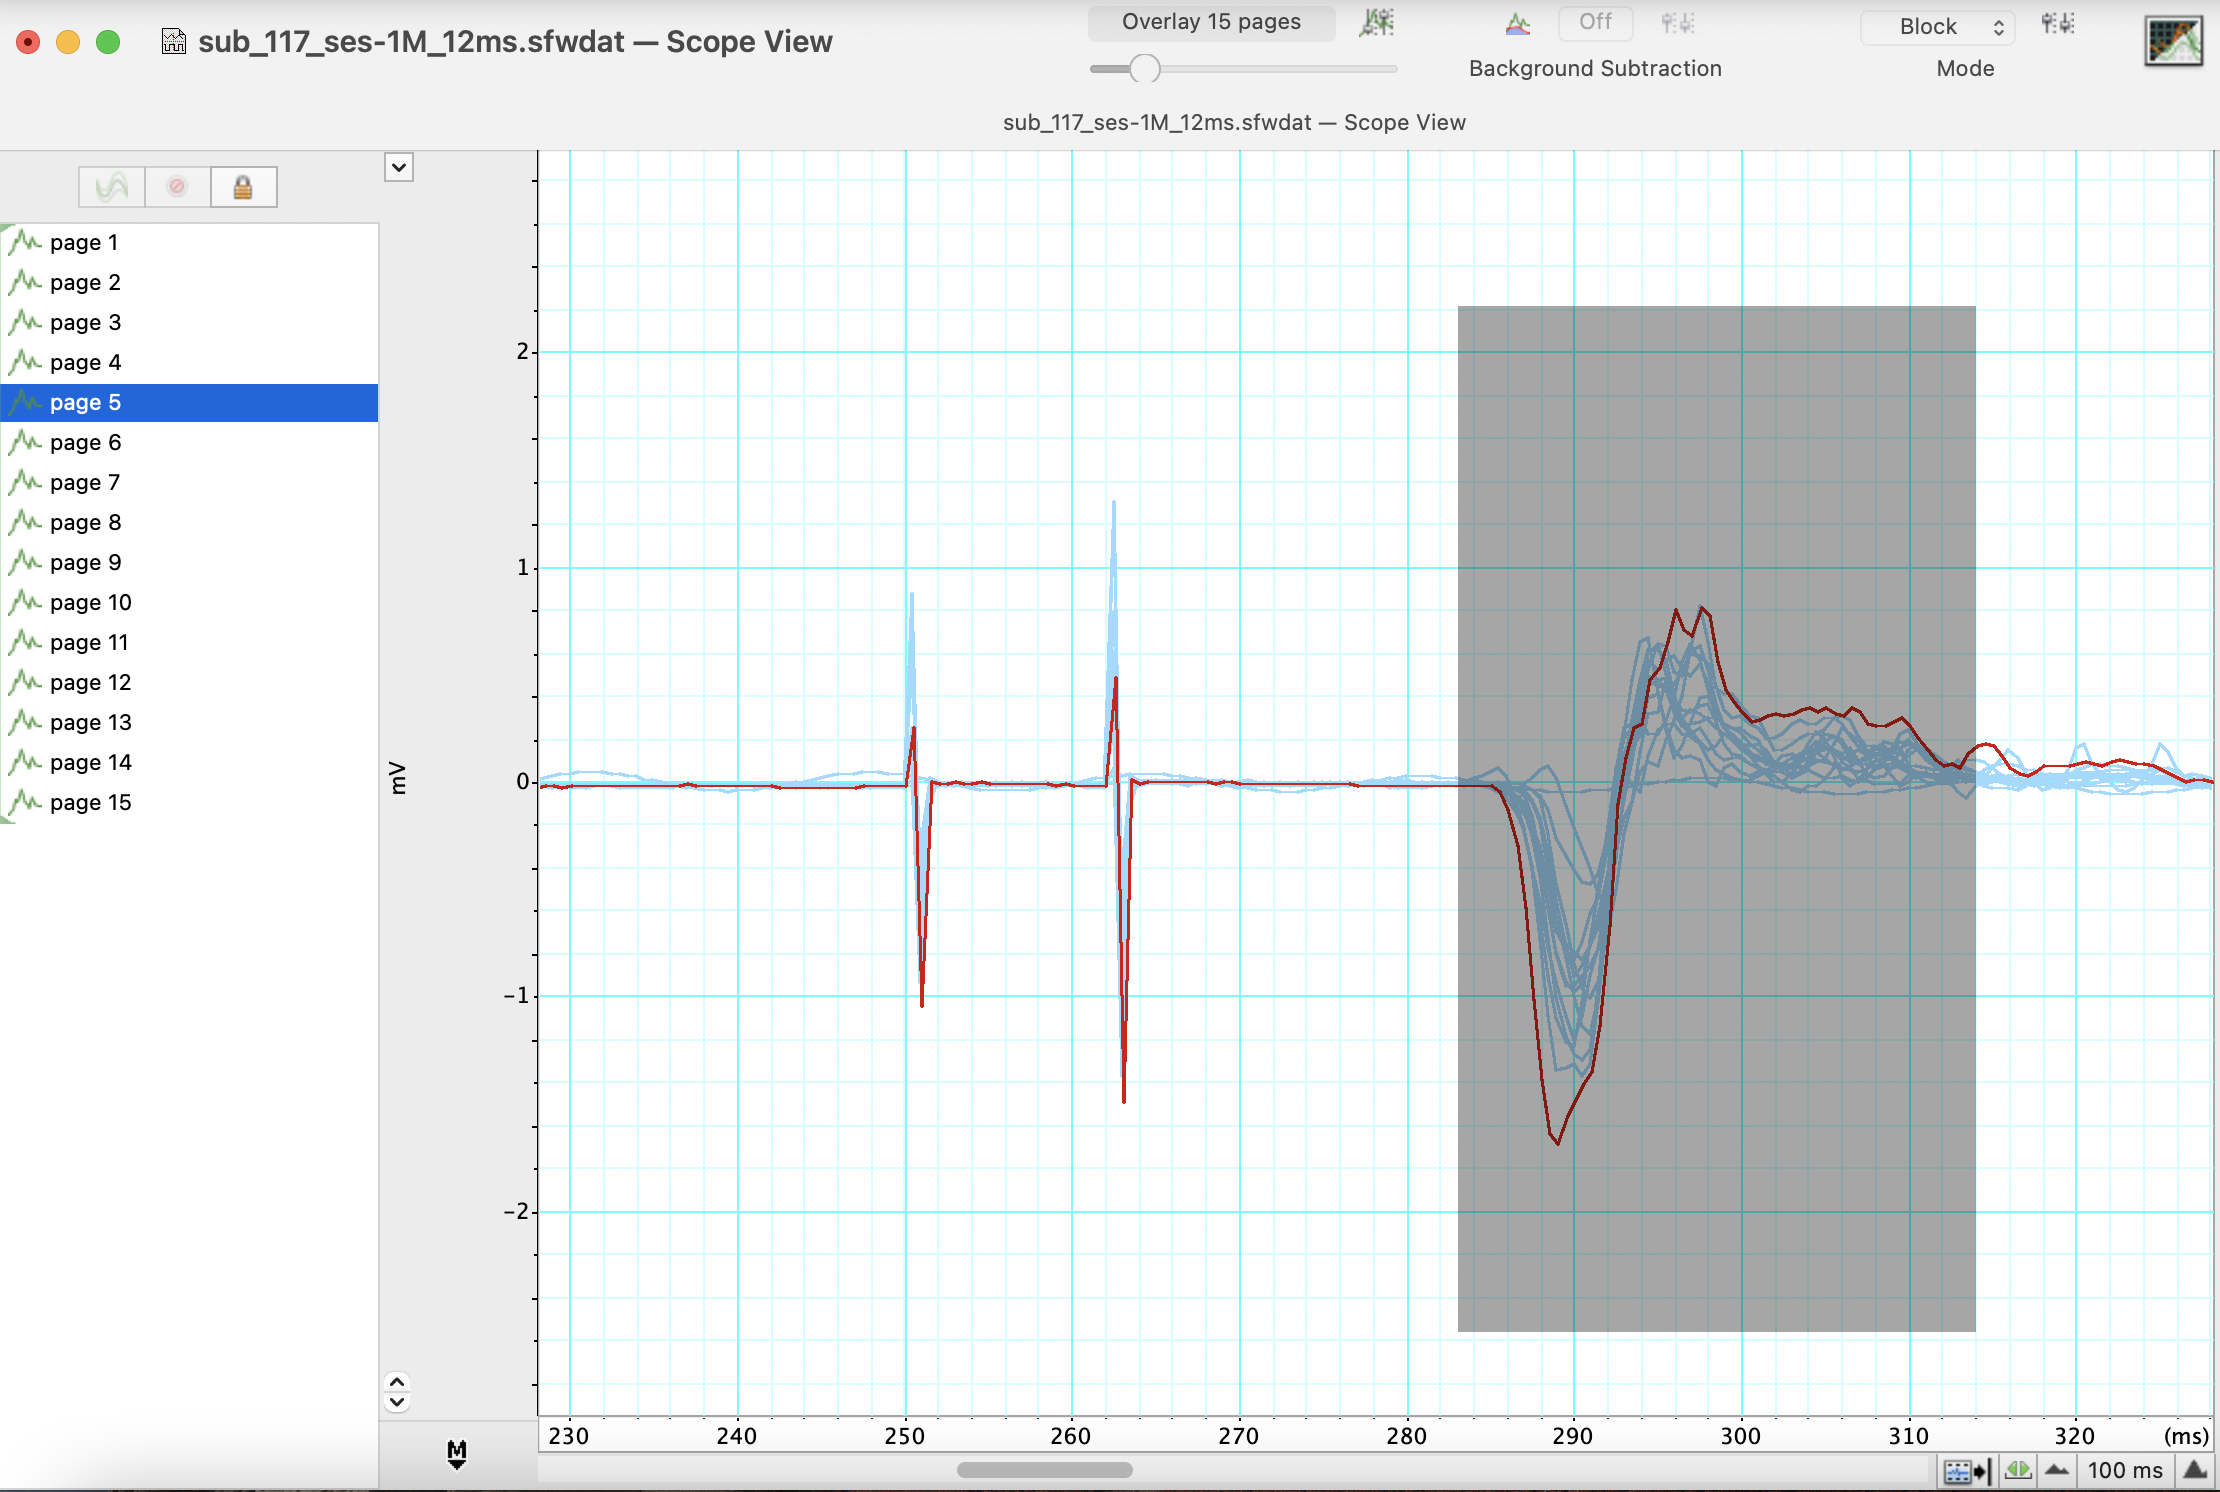 sub_117_ses-1M_12ms.sfwdat — Scope View
Overlay 15 pages
Off
Background Subtraction
Block
Mode
sub_117_ses-1M_12ms.sfwdat — Scope View
page 1
page 2
page 3
page 4
page 5
page 6
page 7
page 8
page 9
page 10
page 11
page 12
page 13
page 14
page 15
mV
2
1
0
−1
−2
M
230 240 250 260 270 280 290 300 310 320 (ms)
100 ms